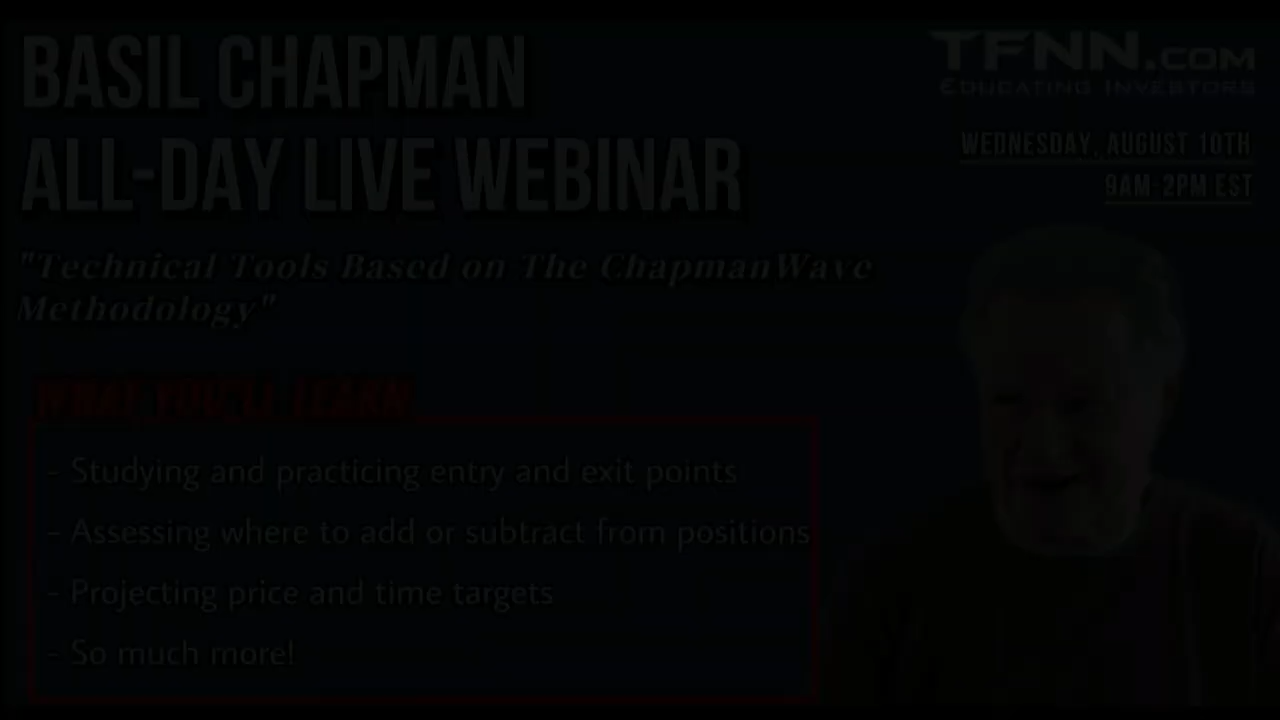 BASIL CHAPMAN
ALL-DAY LIVE WEBINAR
"Technical Tools Based on The ChapmanWave
Methodology"
TFNN.COM
EDUCATING INVESTORS
WEDNESDAY, AUGUST 10TH
9AM-2PM EST
WHAT YOU'LL LEARN
- Studying and practicing entry and exit points
- Assessing where to add or subtract from positions
- Projecting price and time targets
- So much more!